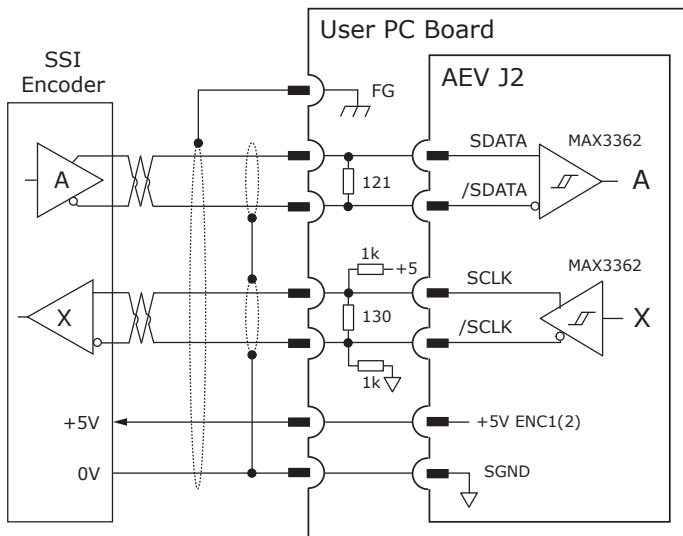 User PC Board
SSI
Encoder
AEV J2
FG
SDATA
MAX3362
A
121
A
/SDATA
1k
+5
SCLK
MAX3362
X
130
X
/SCLK
1k
+5V
+5V ENC1(2)
0V
SGND